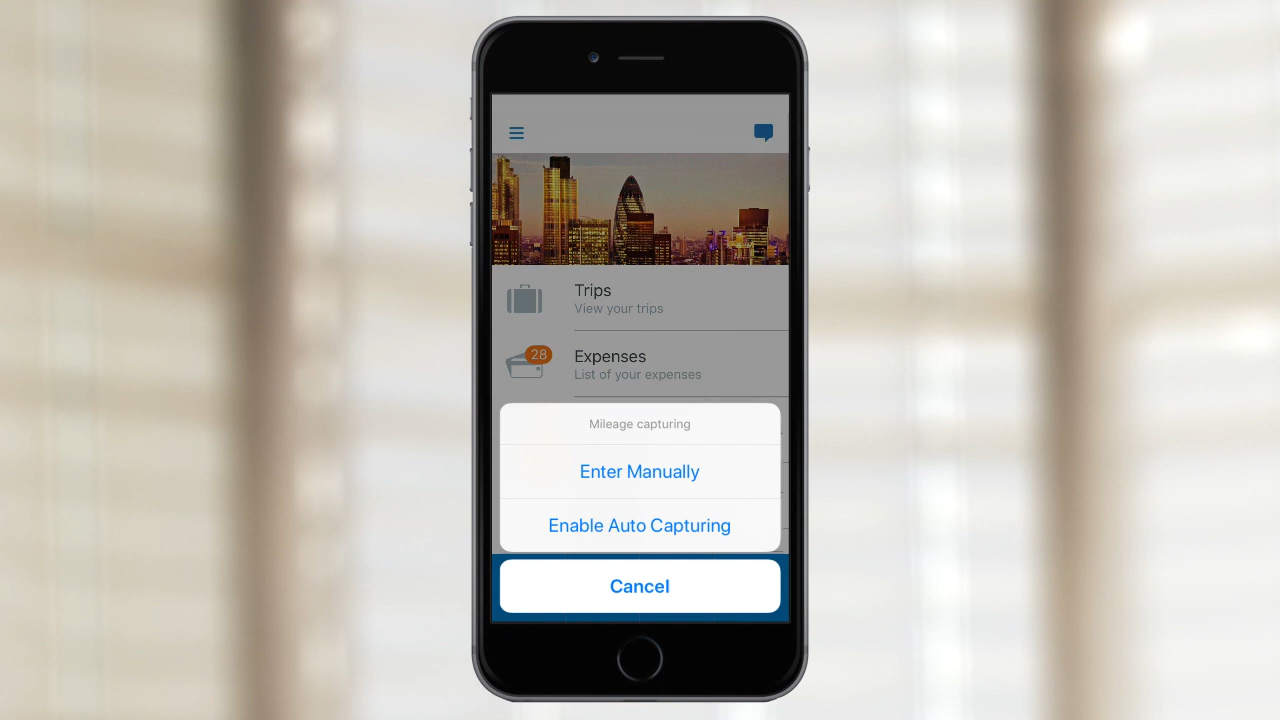 Trips
View your trips
28
Expenses
List of your expenses
Mileage capturing
Enter Manually
Enable Auto Capturing
Cancel